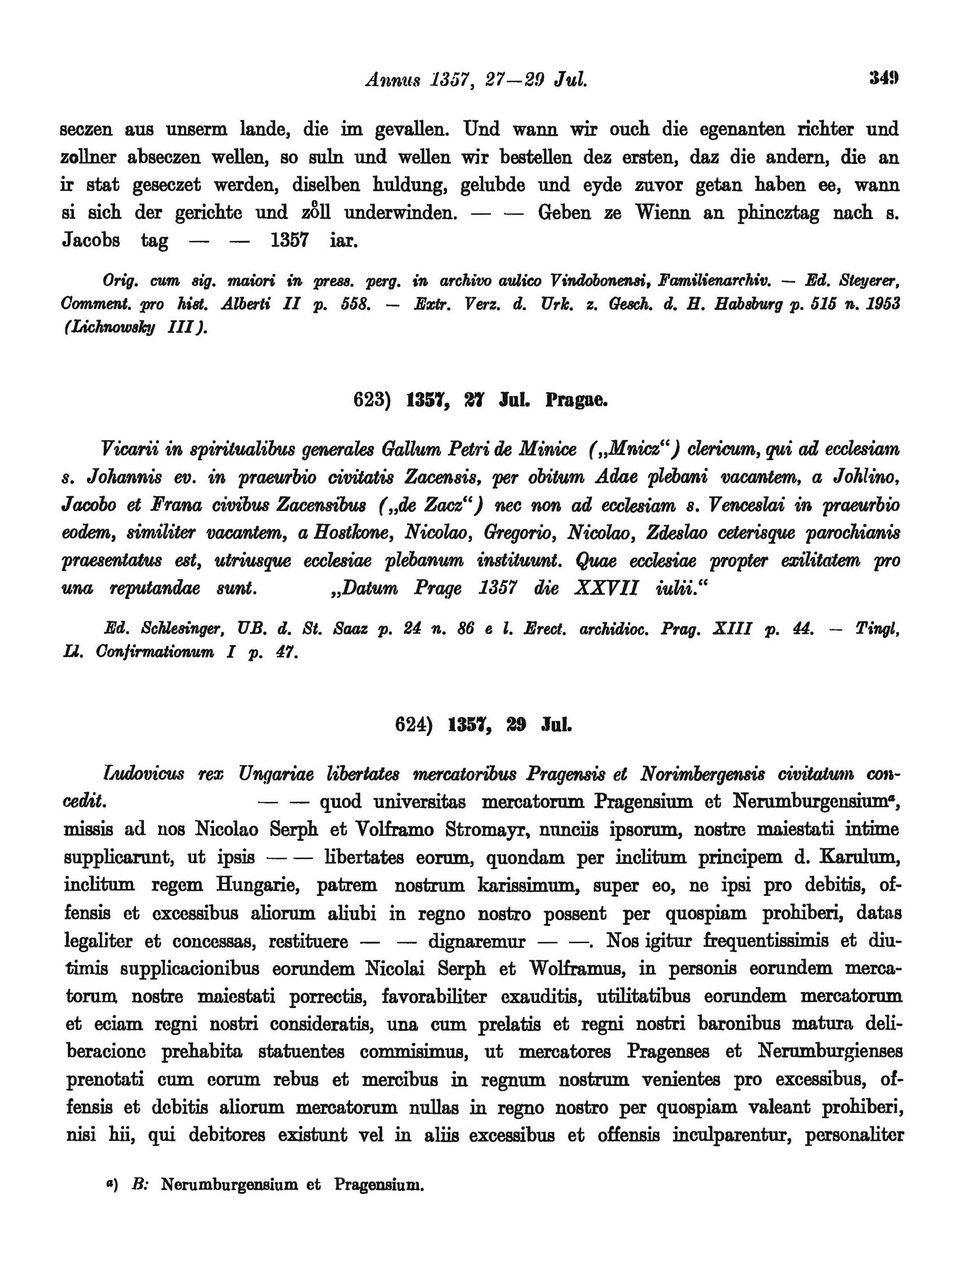 Annus 1357, 27—29 Jul. 349
seczen aus unserm lande, die im gevallen. Und wann wir ouch die egenanten richter und
zollner abseczen wellen, so suln und wellen wir bestellen dez ersten, daz die andern, die an
ir stat geseczet werden, diselben huldung, gelubde und eyde zuvor getan haben ee, wann
si sich der gerichte und zoͤll underwinden. — — Geben ze Wienn an phincztag nach s.
Jacobs tag — — 1357 iar.
Orig. cum sig. maiori in press. perg. in archivo aulico Vindobonensi, Familienarchiv. — Ed. Steyerer,
Comment. pro hist. Alberti II p. 558. — Extr. Verz. d. Urk. z. Gesch. d. H. Habsburg p. 515 n. 1953
(Lichnowsky III).
623) 1357, 27 Jul. Pragae.
Vicarii in spiritualibus generales Gallum Petri de Minice („Mnicz“) clericum, qui ad ecclesiam
s. Johannis ev. in praeurbio civitatis Zacensis, per obitum Adae plebani vacantem, a Johlino,
Jacobo et Frana civibus Zacensibus („de Zacz“) nec non ad ecclesiam s. Venceslai in praeurbio
eodem, similiter vacantem, a Hostkone, Nicolao, Gregorio, Nicolao, Zdeslao ceterisque parochianis
praesentatus est, utriusque ecclesiae plebanum instituunt. Quae ecclesiae propter exilitatem pro
una reputandae sunt. „Datum Prage 1357 die XXVII iulii.“
Ed. Schlesinger, UB. d. St. Saaz p. 24 n. 86 e l. Erect. archidioc. Prag. XIII p. 44. — Tingl,
Ll. Confirmationum I p. 47.
624) 1357, 29 Jul.
Ludovicus rex Ungariae libertates mercatoribus Pragensis et Norimbergensis civitatum con-
cedit. — — quod universitas mercatorum Pragensium et Nerumburgensiumᵃ,
missis ad nos Nicolao Serph et Volframo Stromayr, nunciis ipsorum, nostre maiestati intime
supplicarunt, ut ipsis — — libertates eorum, quondam per inclitum principem d. Karulum,
inclitum regem Hungarie, patrem nostrum karissimum, super eo, ne ipsi pro debitis, of-
fensis et excessibus aliorum aliubi in regno nostro possent per quospiam prohiberi, datas
legaliter et concessas, restituere — — dignaremur — —. Nos igitur frequentissimis et diu-
timis supplicacionibus eorundem Nicolai Serph et Wolframus, in personis eorundem merca-
torum nostre maiestati porrectis, favorabiliter exauditis, utilitatibus eorundem mercatorum
et eciam regni nostri consideratis, una cum prelatis et regni nostri baronibus matura deli-
beracione prehabita statuentes commisimus, ut mercatores Pragenses et Nerumburgienses
prenotati cum eorum rebus et mercibus in regnum nostrum venientes pro excessibus, of-
fensis et debitis aliorum mercatorum nullas in regno nostro per quospiam valeant prohiberi,
nisi hii, qui debitores existunt vel in aliis excessibus et offensis inculparentur, personaliter
ᵃ) B: Nerumburgensium et Pragensium.